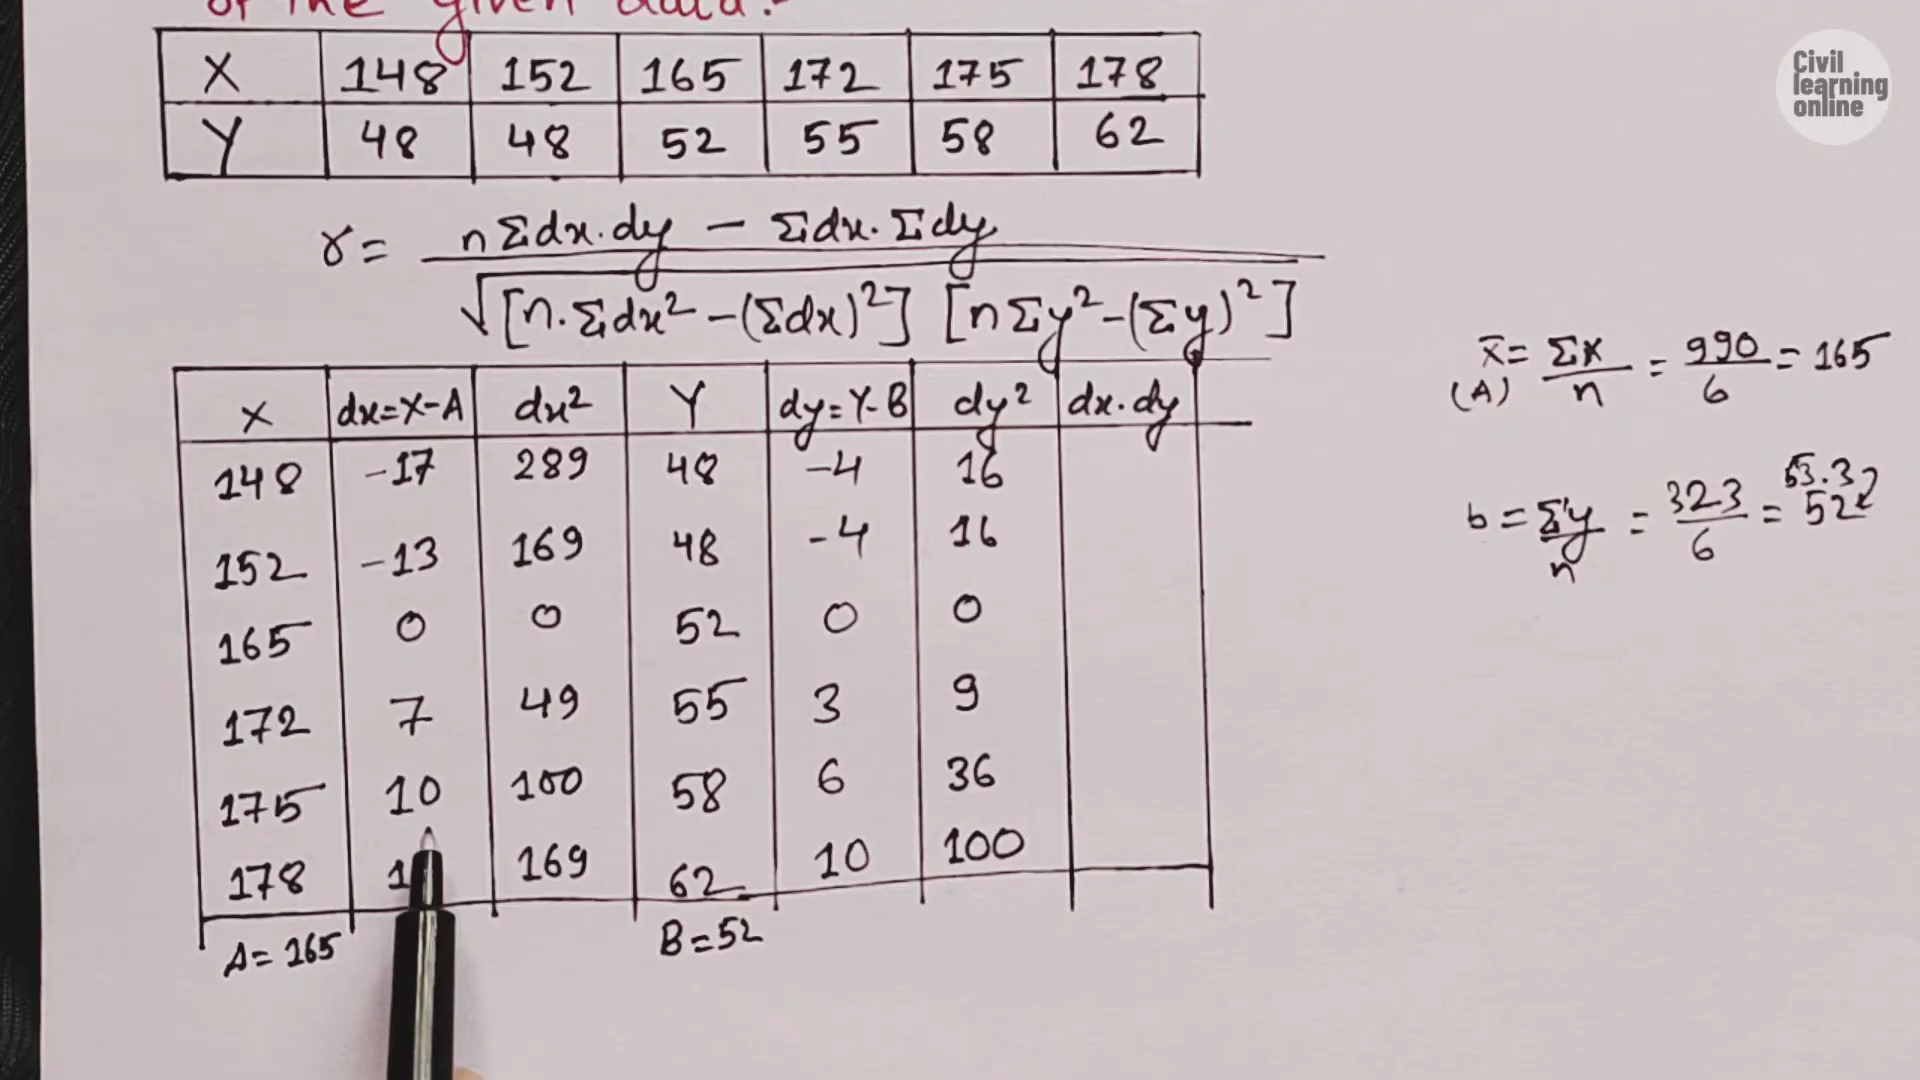 of the given data:-
X 148 152 165 172 175 178
Y 48 48 52 55 58 62
r = nΣdx.dy - Σdx.Σdy
√[n.Σdx²-(Σdx)²] [nΣy²-(Σy)²]
X dx=X-A dx² Y dy=Y-B dy² dx.dy
148 -17 289 48 -4 16
152 -13 169 48 -4 16
165 0 0 52 0 0
172 7 49 55 3 9
175 10 100 58 6 36
178 169 62 10 100
A=165 B=52
x̄ = Σx/n = 990/6 = 165
(A)
53.3
b = Σy/n = 323/6 = 52
Civil
learning
online